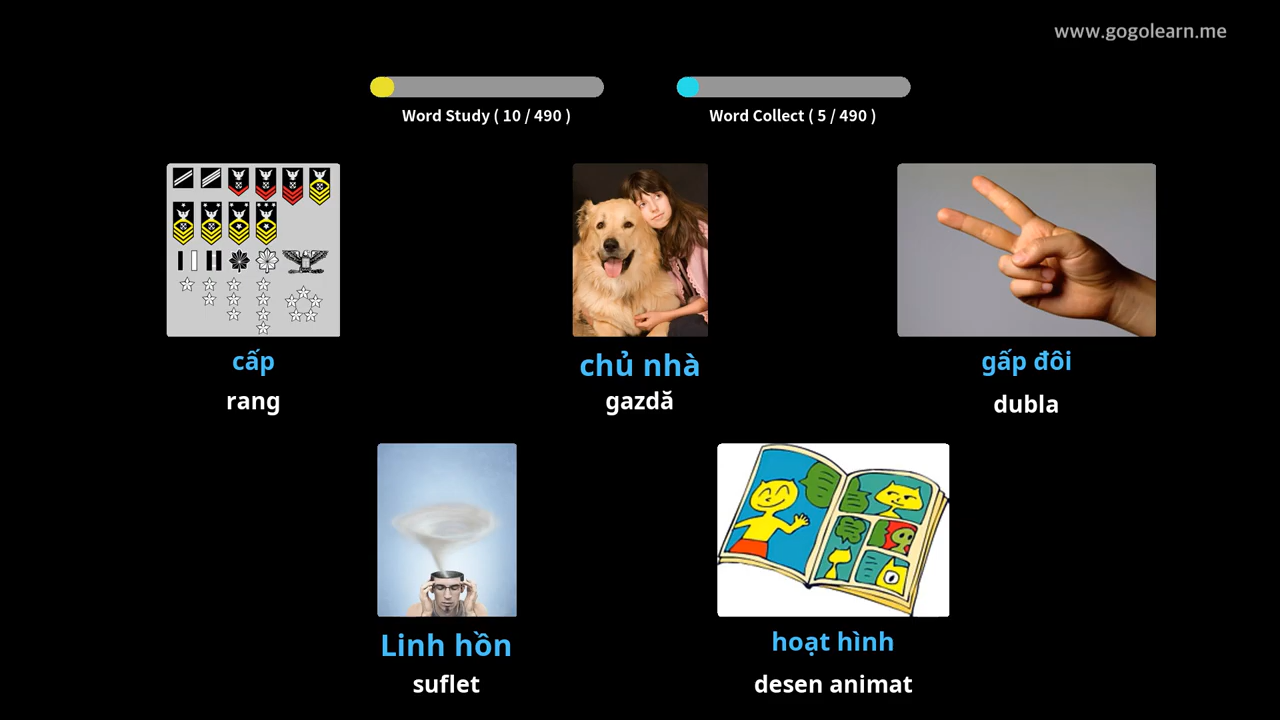 www.gogolearn.me
Word Study ( 10 / 490 )
Word Collect ( 5 / 490 )
cấp
rang
chủ nhà
gazdă
gấp đôi
dubla
Linh hồn
suflet
hoạt hình
desen animat